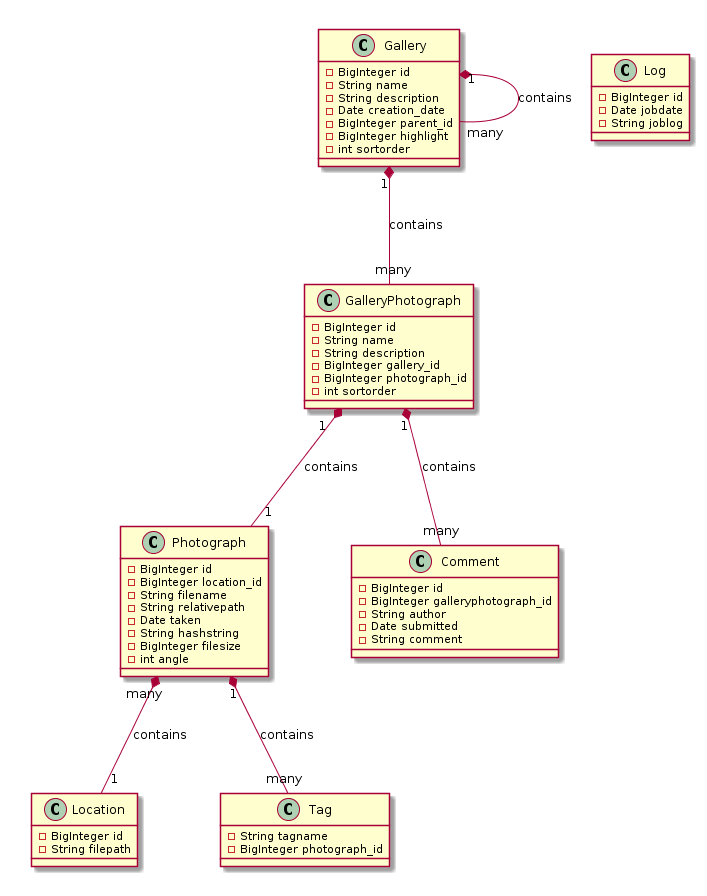 C Gallery
BigInteger id
String name
String description
Date creation_date
BigInteger parent_id
BigInteger highlight
int sortorder
1
contains
many
C Log
BigInteger id
Date jobdate
String joblog
1
contains
many
C GalleryPhotograph
BigInteger id
String name
String description
BigInteger gallery_id
BigInteger photograph_id
int sortorder
1
contains
1
1
contains
many
C Photograph
BigInteger id
BigInteger location_id
String filename
String relativepath
Date taken
String hashstring
BigInteger filesize
int angle
C Comment
BigInteger id
BigInteger galleryphotograph_id
String author
Date submitted
String comment
many
contains
1
1
contains
many
C Location
BigInteger id
String filepath
C Tag
String tagname
BigInteger photograph_id